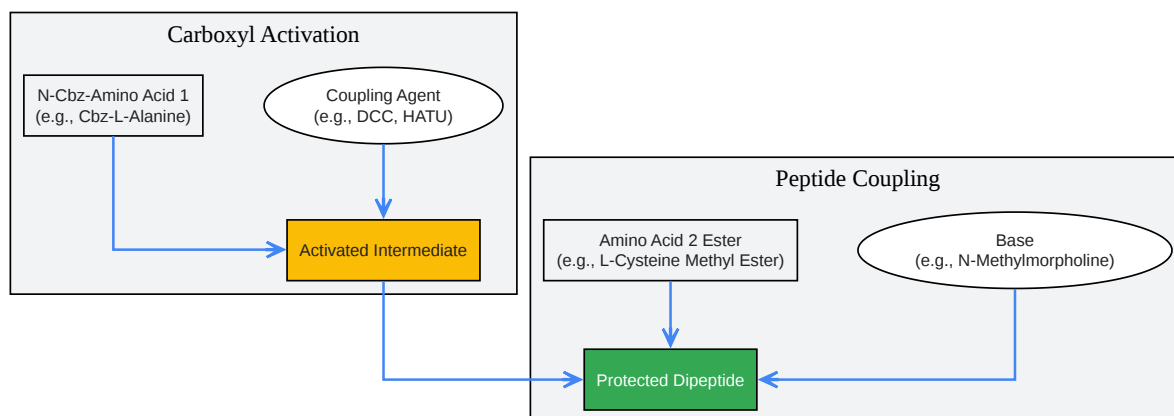 Carboxyl Activation
N-Cbz-Amino Acid 1
(e.g., Cbz-L-Alanine)
Coupling Agent
(e.g., DCC, HATU)
Activated Intermediate
Peptide Coupling
Amino Acid 2 Ester
(e.g., L-Cysteine Methyl Ester)
Base
(e.g., N-Methylmorpholine)
Protected Dipeptide